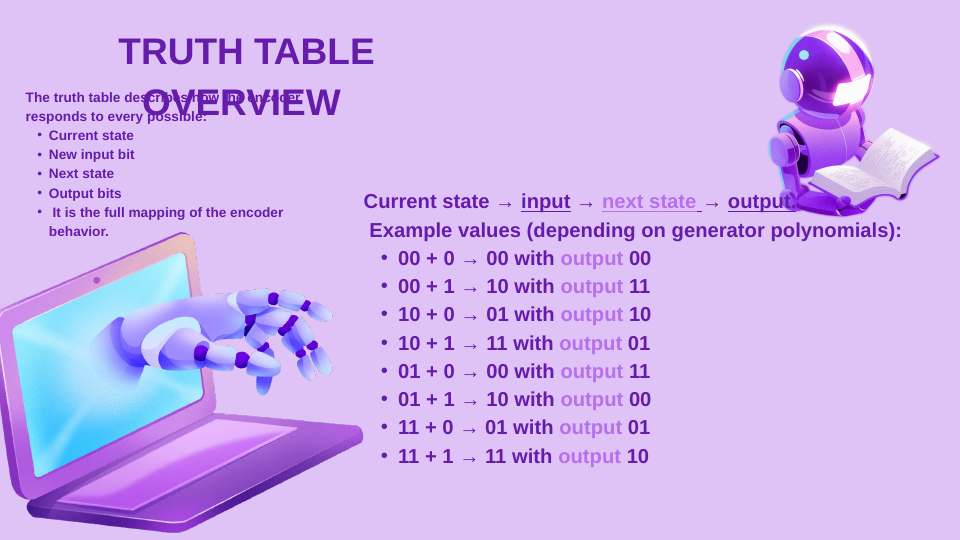 TRUTH TABLE
OVERVIEW
The truth table describes how the encoder
responds to every possible:
• Current state
• New input bit
• Next state
• Output bits
• It is the full mapping of the encoder
behavior.
Current state → input → next state → output.
Example values (depending on generator polynomials):
• 00 + 0 → 00 with output 00
• 00 + 1 → 10 with output 11
• 10 + 0 → 01 with output 10
• 10 + 1 → 11 with output 01
• 01 + 0 → 00 with output 11
• 01 + 1 → 10 with output 00
• 11 + 0 → 01 with output 01
• 11 + 1 → 11 with output 10